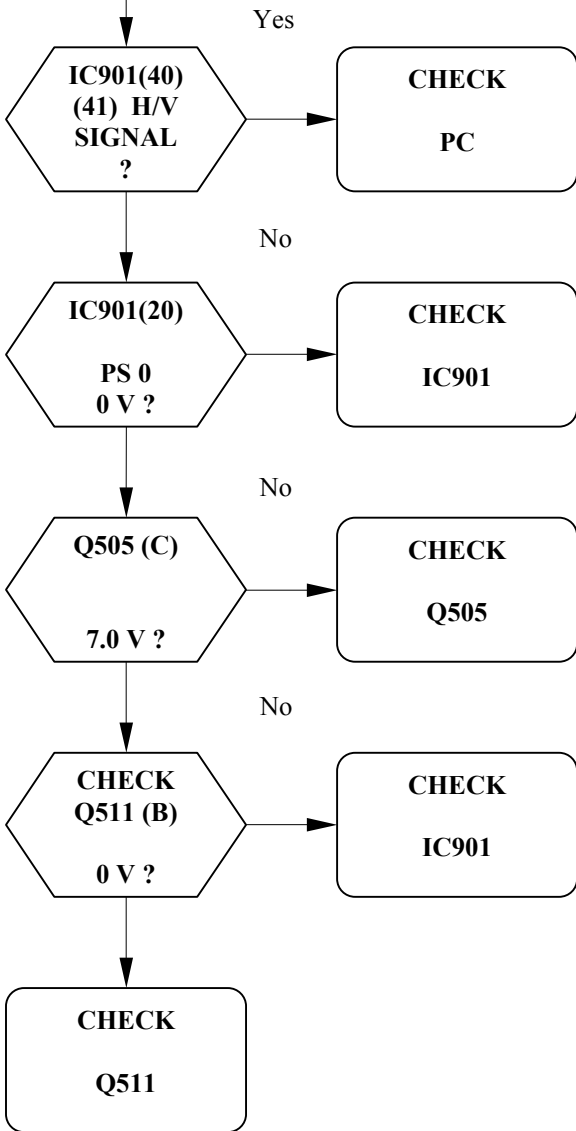 Yes
IC901(40)
(41) H/V
SIGNAL
?
CHECK
PC
No
IC901(20)
PS 0
0 V ?
CHECK
IC901
No
Q505 (C)
7.0 V ?
CHECK
Q505
No
CHECK
Q511 (B)
0 V ?
CHECK
IC901
CHECK
Q511